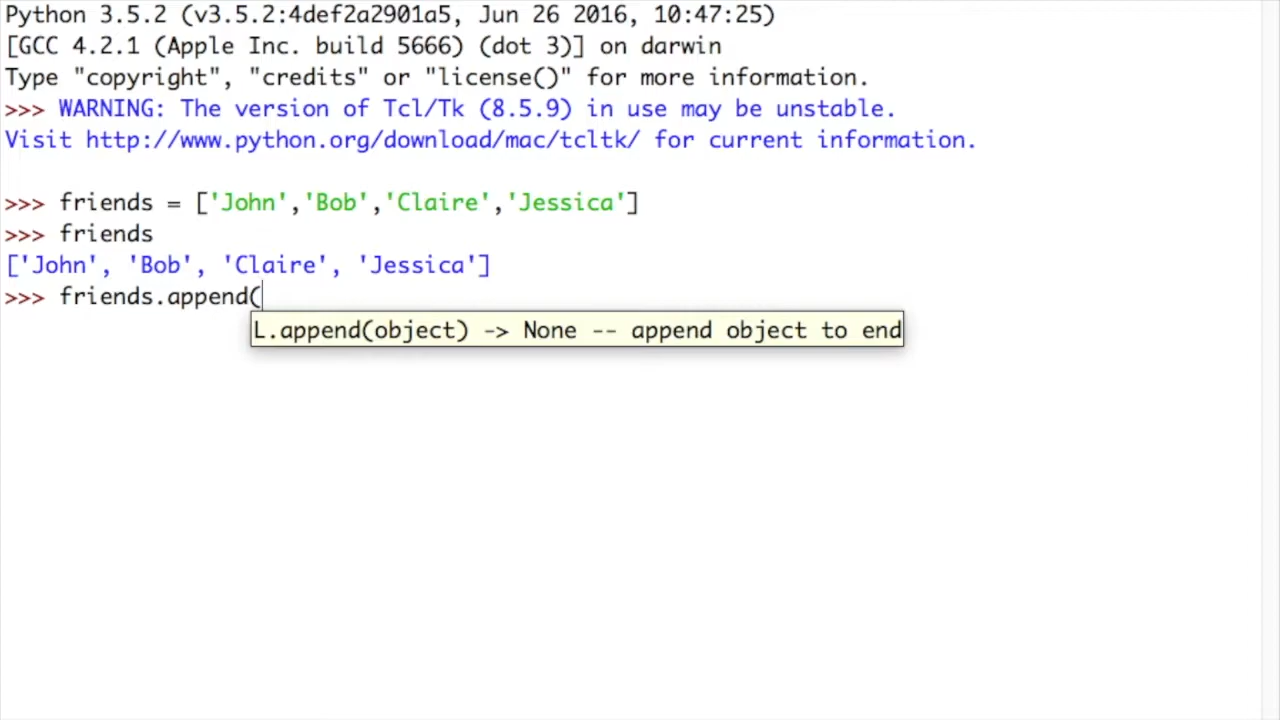 Python 3.5.2 (v3.5.2:4def2a2901a5, Jun 26 2016, 10:47:25)
[GCC 4.2.1 (Apple Inc. build 5666) (dot 3)] on darwin
Type "copyright", "credits" or "license()" for more information.
>>> WARNING: The version of Tcl/Tk (8.5.9) in use may be unstable.
Visit http://www.python.org/download/mac/tcltk/ for current information.
>>> friends = ['John','Bob','Claire','Jessica']
>>> friends
['John', 'Bob', 'Claire', 'Jessica']
>>> friends.append(
L.append(object) -> None -- append object to end